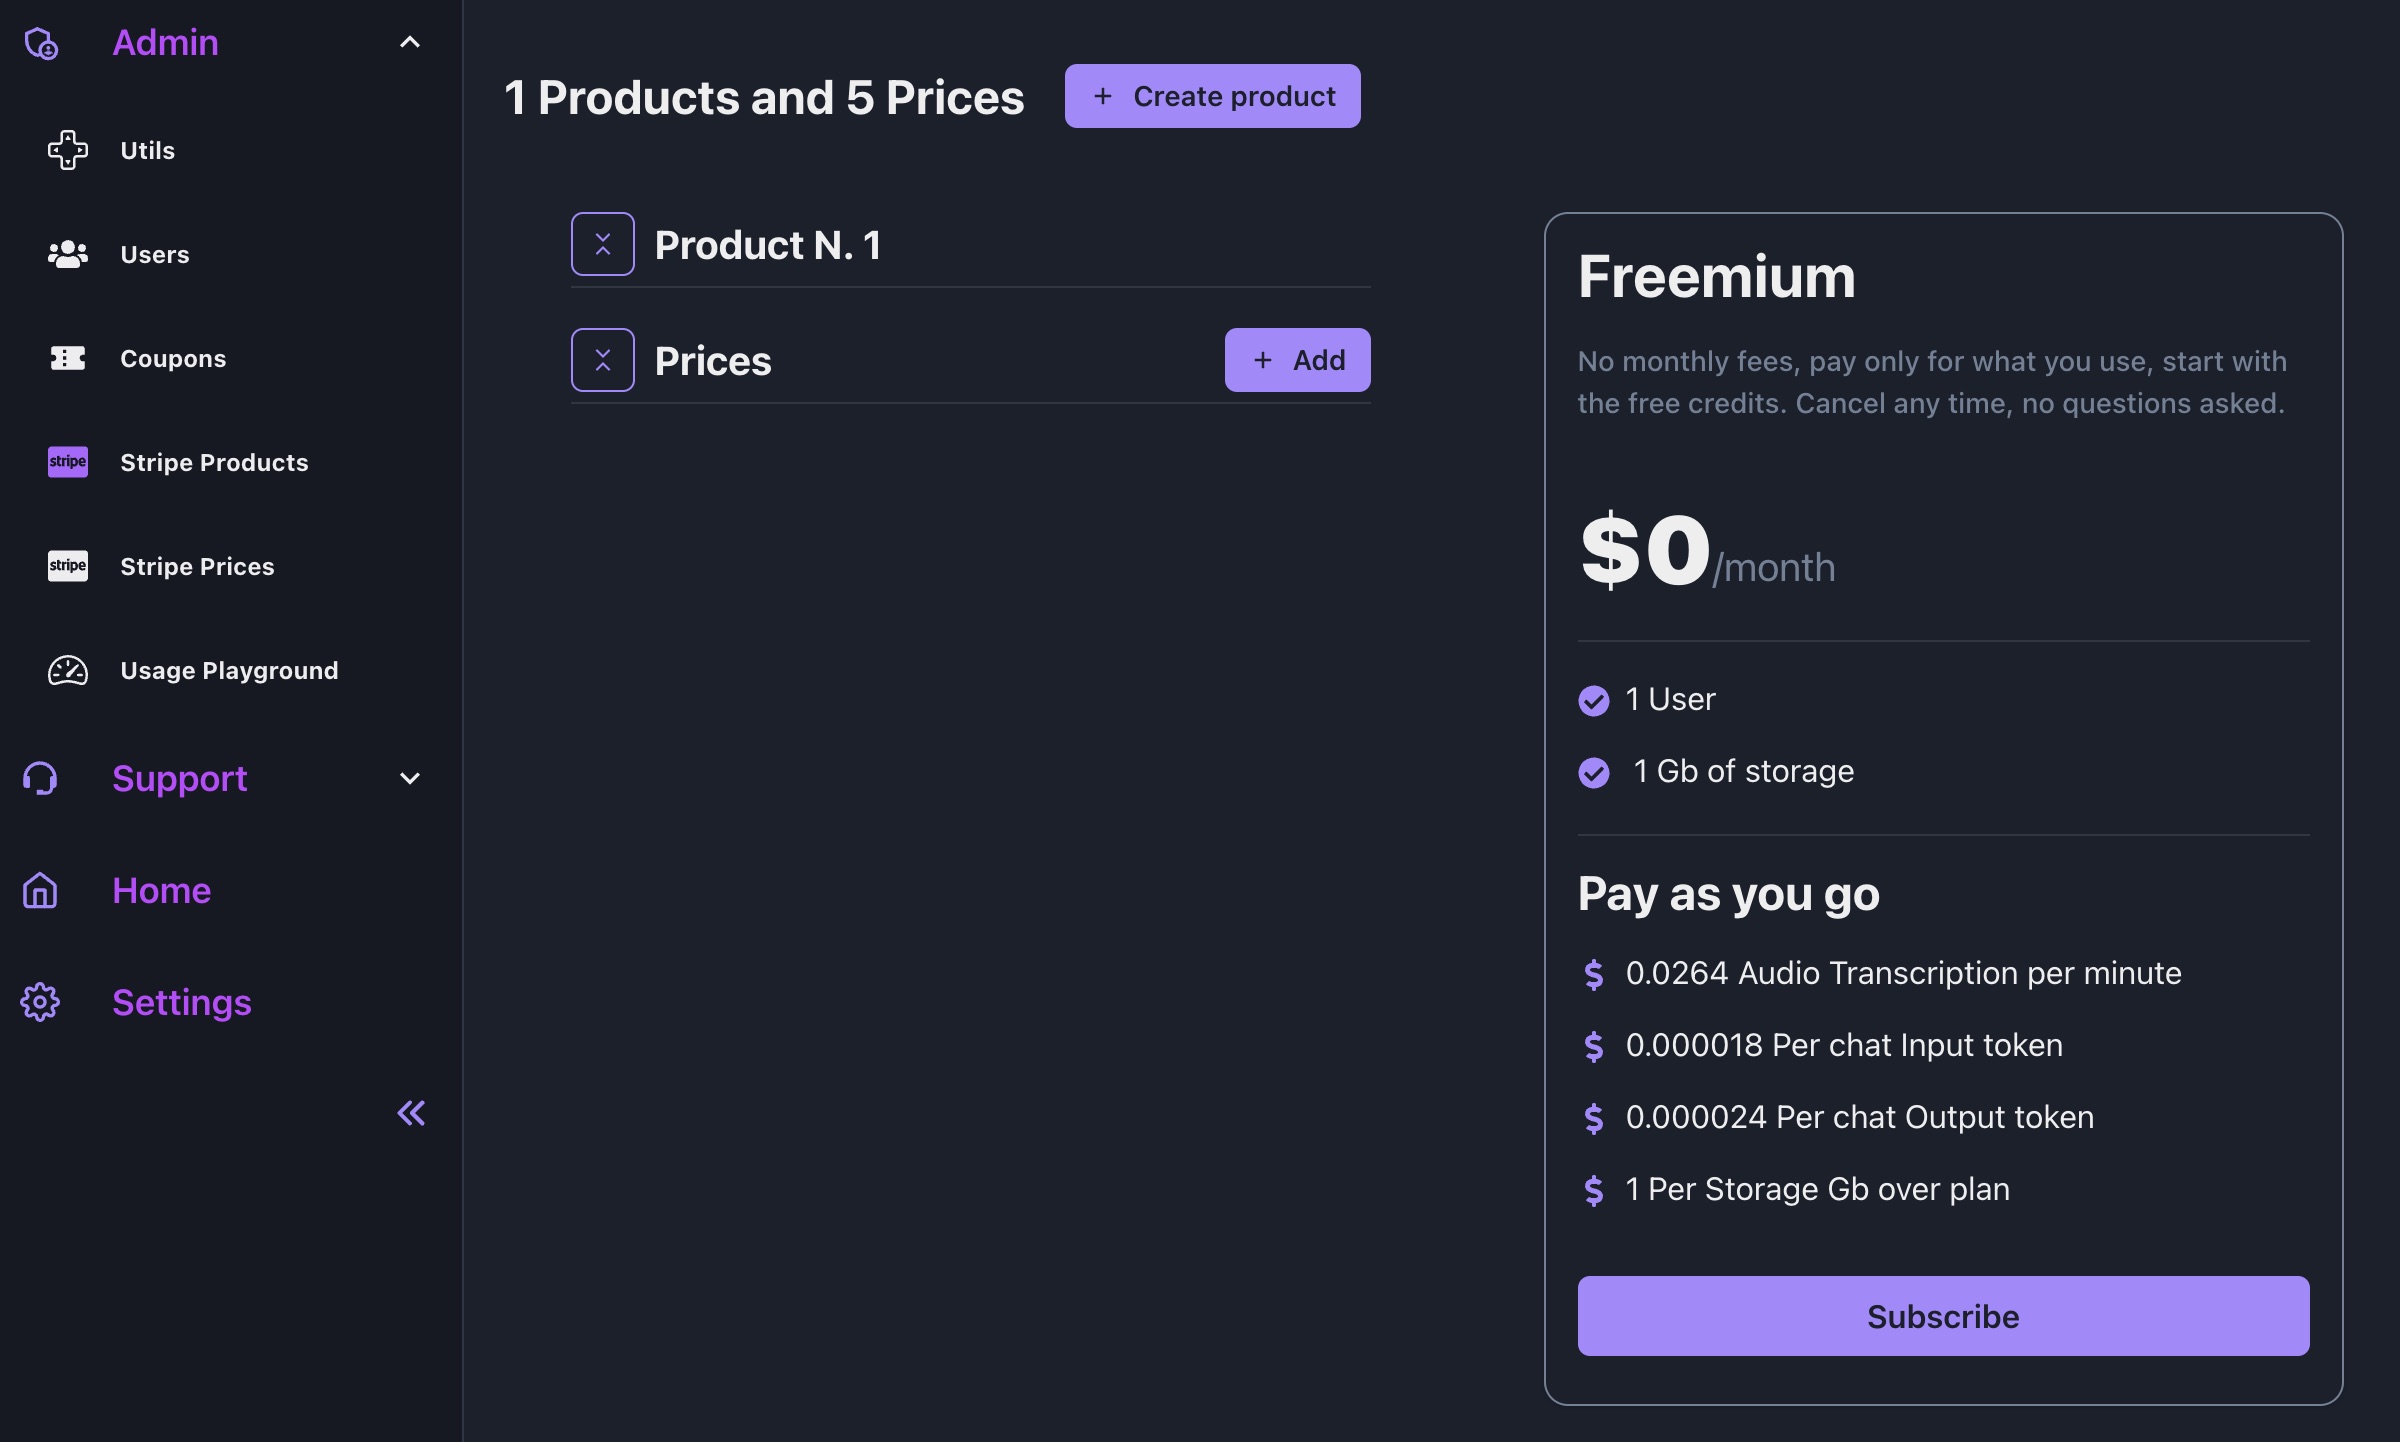 Admin
Utils
Users
Coupons
stripe Stripe Products
stripe Stripe Prices
Usage Playground
Support
Home
Settings
1 Products and 5 Prices
+ Create product
Product N. 1
Prices
+ Add
Freemium
No monthly fees, pay only for what you use, start with
the free credits. Cancel any time, no questions asked.
$0/month
1 User
1 Gb of storage
Pay as you go
$ 0.0264 Audio Transcription per minute
$ 0.000018 Per chat Input token
$ 0.000024 Per chat Output token
$ 1 Per Storage Gb over plan
Subscribe